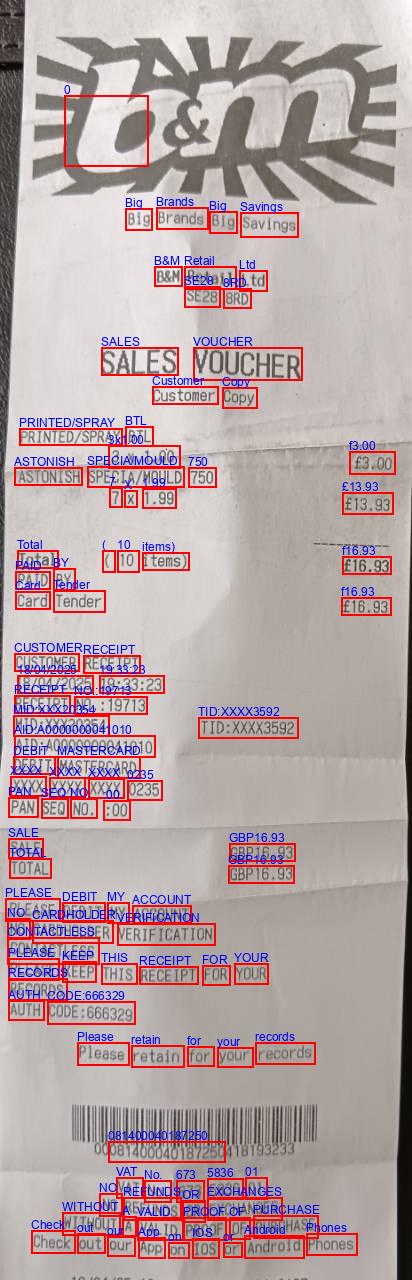 b&m
Big Brands Big Savings
B&M Retail Ltd
SE28 8RD
SALES VOUCHER
Customer Copy
PRINTED/SPRAY BTL
3 x 1.00 £3.00
ASTONISH SPECIA/MOULD 750
7 x 1.99 £13.93
Total ( 10 items) £16.93
PAID BY
Card Tender £16.93
CUSTOMER RECEIPT
18/04/2025 19:33:23
RECEIPT NO.:19713
MID:XXX20354 TID:XXXX3592
AID:A0000000041010
DEBIT MASTERCARD
XXXX XXXX XXXX 0235
PAN SEQ NO. :00
SALE GBP16.93
TOTAL GBP16.93
PLEASE DEBIT MY ACCOUNT
NO CARDHOLDER VERIFICATION
CONTACTLESS
PLEASE KEEP THIS RECEIPT FOR YOUR
RECORDS
AUTH CODE:666329
Please retain for your records
00081400040187250418193233
VAT No. 673 5836 01
NO REFUNDS OR EXCHANGES
WITHOUT A VALID PROOF OF PURCHASE
Check out our App on IOS or Android Phones